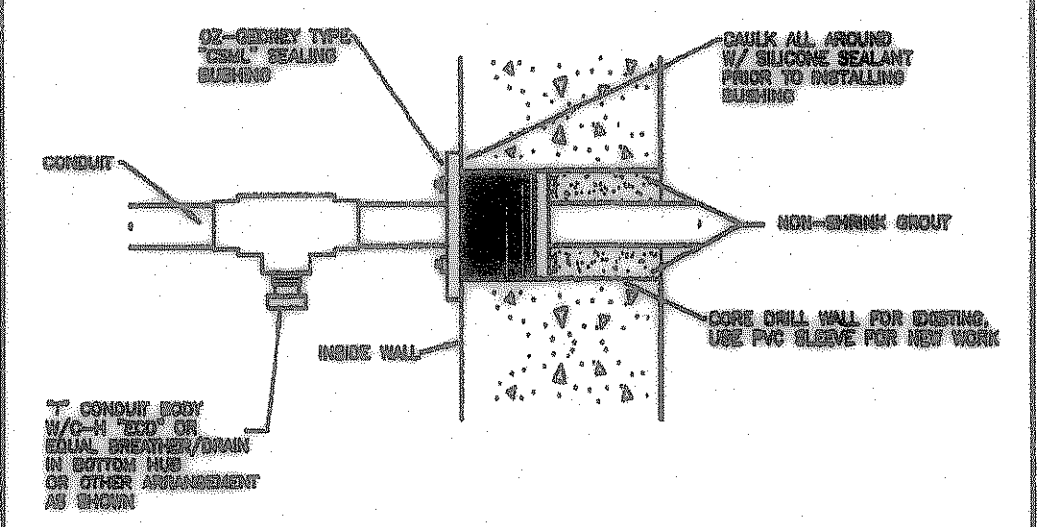 OZ-GEDNEY TYPE
"CSML" SEALING
BUSHING
CAULK ALL AROUND
W/ SILICONE SEALANT
PRIOR TO INSTALLING
BUSHING
CONDUIT
NON-SHRINK GROUT
CORE DRILL WALL FOR EXISTING,
USE PVC SLEEVE FOR NEW WORK
INSIDE WALL
"T" CONDUIT BODY
W/C-H "ECD" OR
EQUAL BREATHER/DRAIN
IN BOTTOM HUB
OR OTHER ARRANGEMENT
AS SHOWN